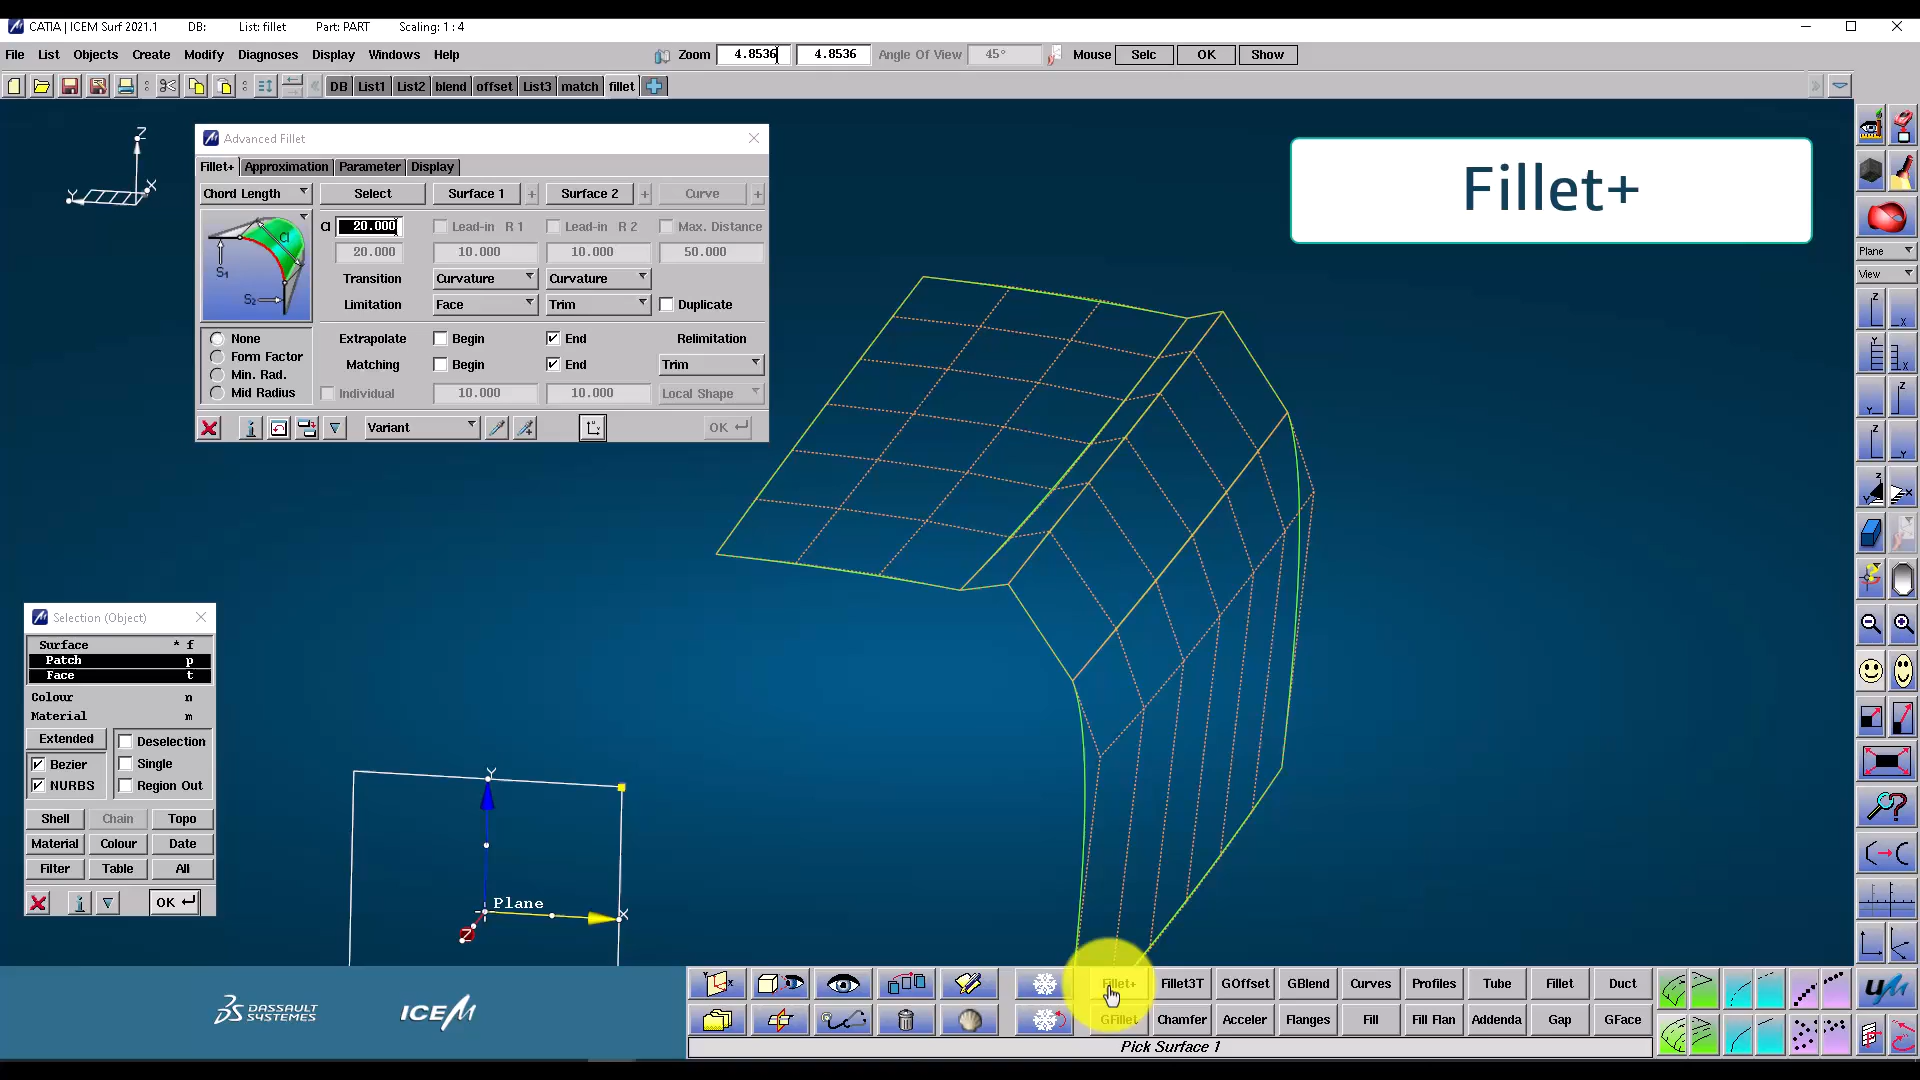 CATIA | ICEM Surf 2021.1 DB: List: fillet Part: PART Scaling: 1 : 4
File List Objects Create Modify Diagnoses Display Windows Help Zoom 4.8536 4.8536 Angle Of View 45° Mouse Selc OK Show
DB List1 List2 blend offset List3 match fillet
Z
Y X
Advanced Fillet
Fillet+ Approximation Parameter Display
Chord Length Select Surface 1 + Surface 2 + Curve +
Cl 20.000 Lead-in R 1 Lead-in R 2 Max. Distance
20.000 10.000 10.000 50.000
Transition Curvature Curvature
Limitation Face Trim Duplicate
Cl
S1
S2
None Extrapolate Begin End Relimitation
Form Factor
Min. Rad. Matching Begin End Trim
Mid Radius Individual 10.000 10.000 Local Shape
Variant OK
Fillet+
Plane
View
Selection (Object)
Surface * f
Patch p
Face t
Colour n
Material m
Extended Deselection
Bezier Single
NURBS Region Out
Shell Chain Topo
Material Colour Date
Filter Table All
OK
Y
Plane
X
Z
DASSAULT SYSTEMES
ICEM
Fillet+ Fillet3T GOffset GBlend Curves Profiles Tube Fillet Duct
GFillet Chamfer Acceler Flanges Fill Fill Flan Addenda Gap GFace
Pick Surface 1